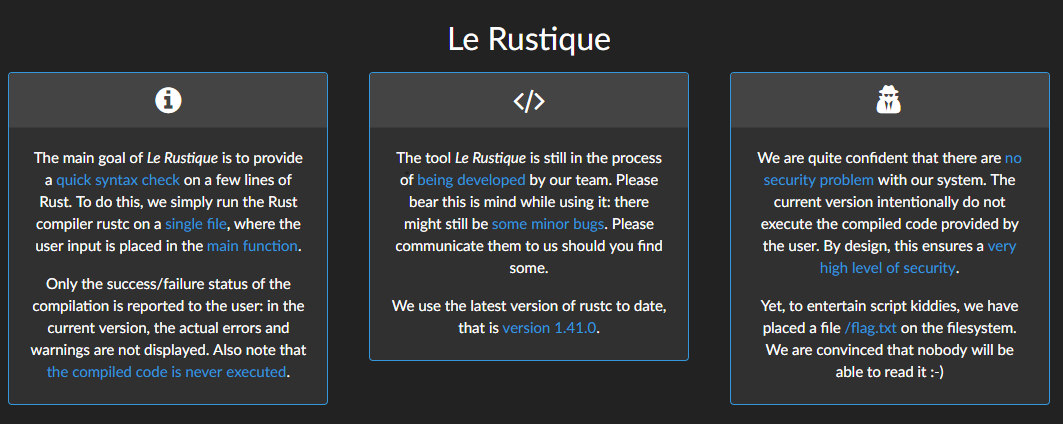 Le Rustique
The main goal of Le Rustique is to provide
a quick syntax check on a few lines of
Rust. To do this, we simply run the Rust
compiler rustc on a single file, where the
user input is placed in the main function.
Only the success/failure status of the
compilation is reported to the user: in the
current version, the actual errors and
warnings are not displayed. Also note that
the compiled code is never executed.
The tool Le Rustique is still in the process
of being developed by our team. Please
bear this is mind while using it: there
might still be some minor bugs. Please
communicate them to us should you find
some.
We use the latest version of rustc to date,
that is version 1.41.0.
We are quite confident that there are no
security problem with our system. The
current version intentionally do not
execute the compiled code provided by
the user. By design, this ensures a very
high level of security.
Yet, to entertain script kiddies, we have
placed a file /flag.txt on the filesystem.
We are convinced that nobody will be
able to read it :-)